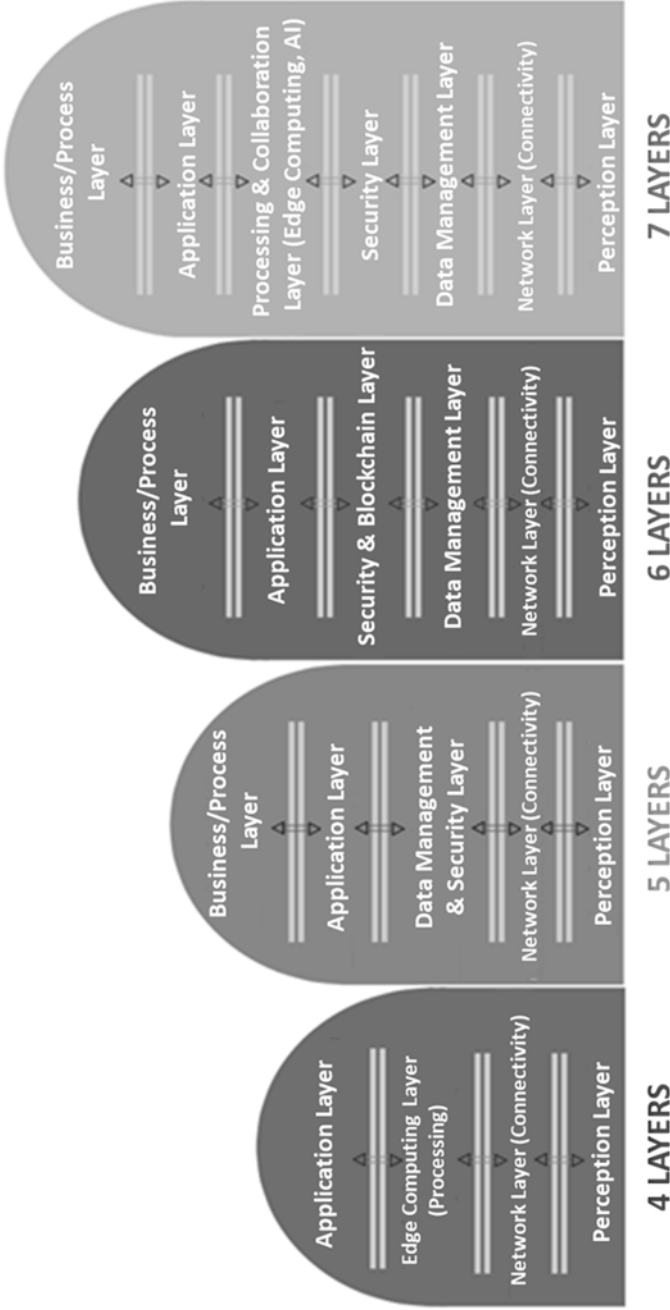 Application Layer
Edge Computing Layer
(Processing)
Network Layer (Connectivity)
Perception Layer
4 LAYERS
Business/Process
Layer
Application Layer
Data Management
& Security Layer
Network Layer (Connectivity)
Perception Layer
5 LAYERS
Business/Process
Layer
Application Layer
Security & Blockchain Layer
Data Management Layer
Network Layer (Connectivity)
Perception Layer
6 LAYERS
Business/Process
Layer
Application Layer
Processing & Collaboration
Layer (Edge Computing, AI)
Security Layer
Data Management Layer
Network Layer (Connectivity)
Perception Layer
7 LAYERS